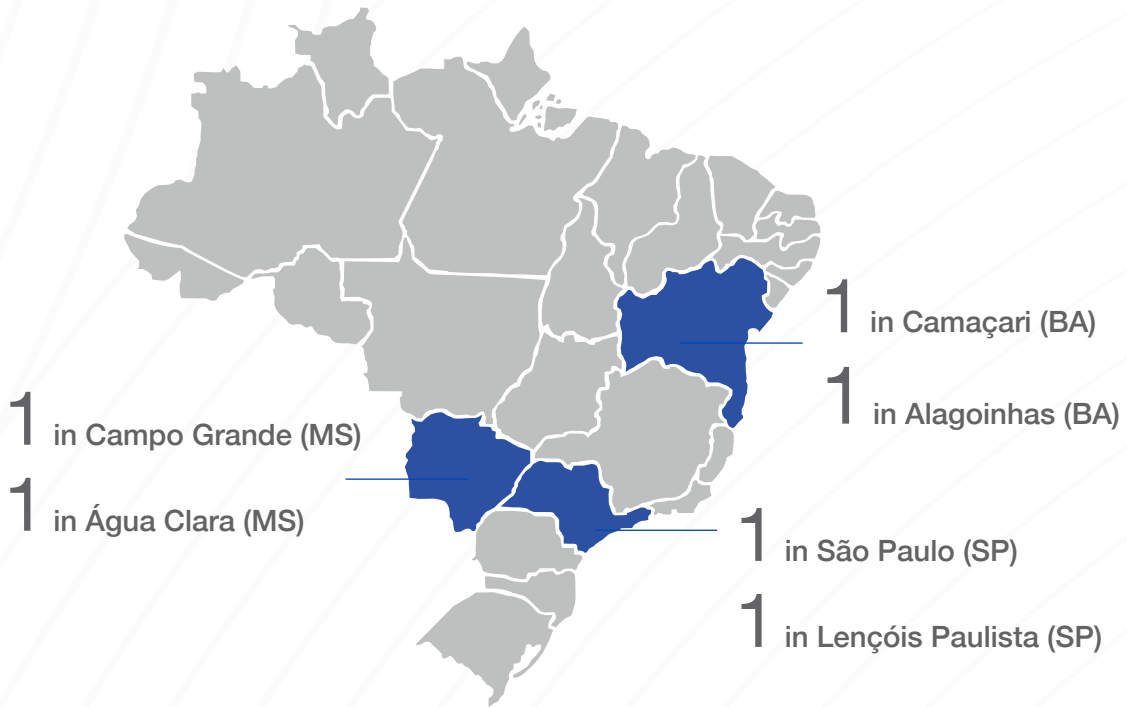 1 in Camaçari (BA)
1 in Alagoinhas (BA)
1 in Campo Grande (MS)
1 in Água Clara (MS)
1 in São Paulo (SP)
1 in Lençóis Paulista (SP)